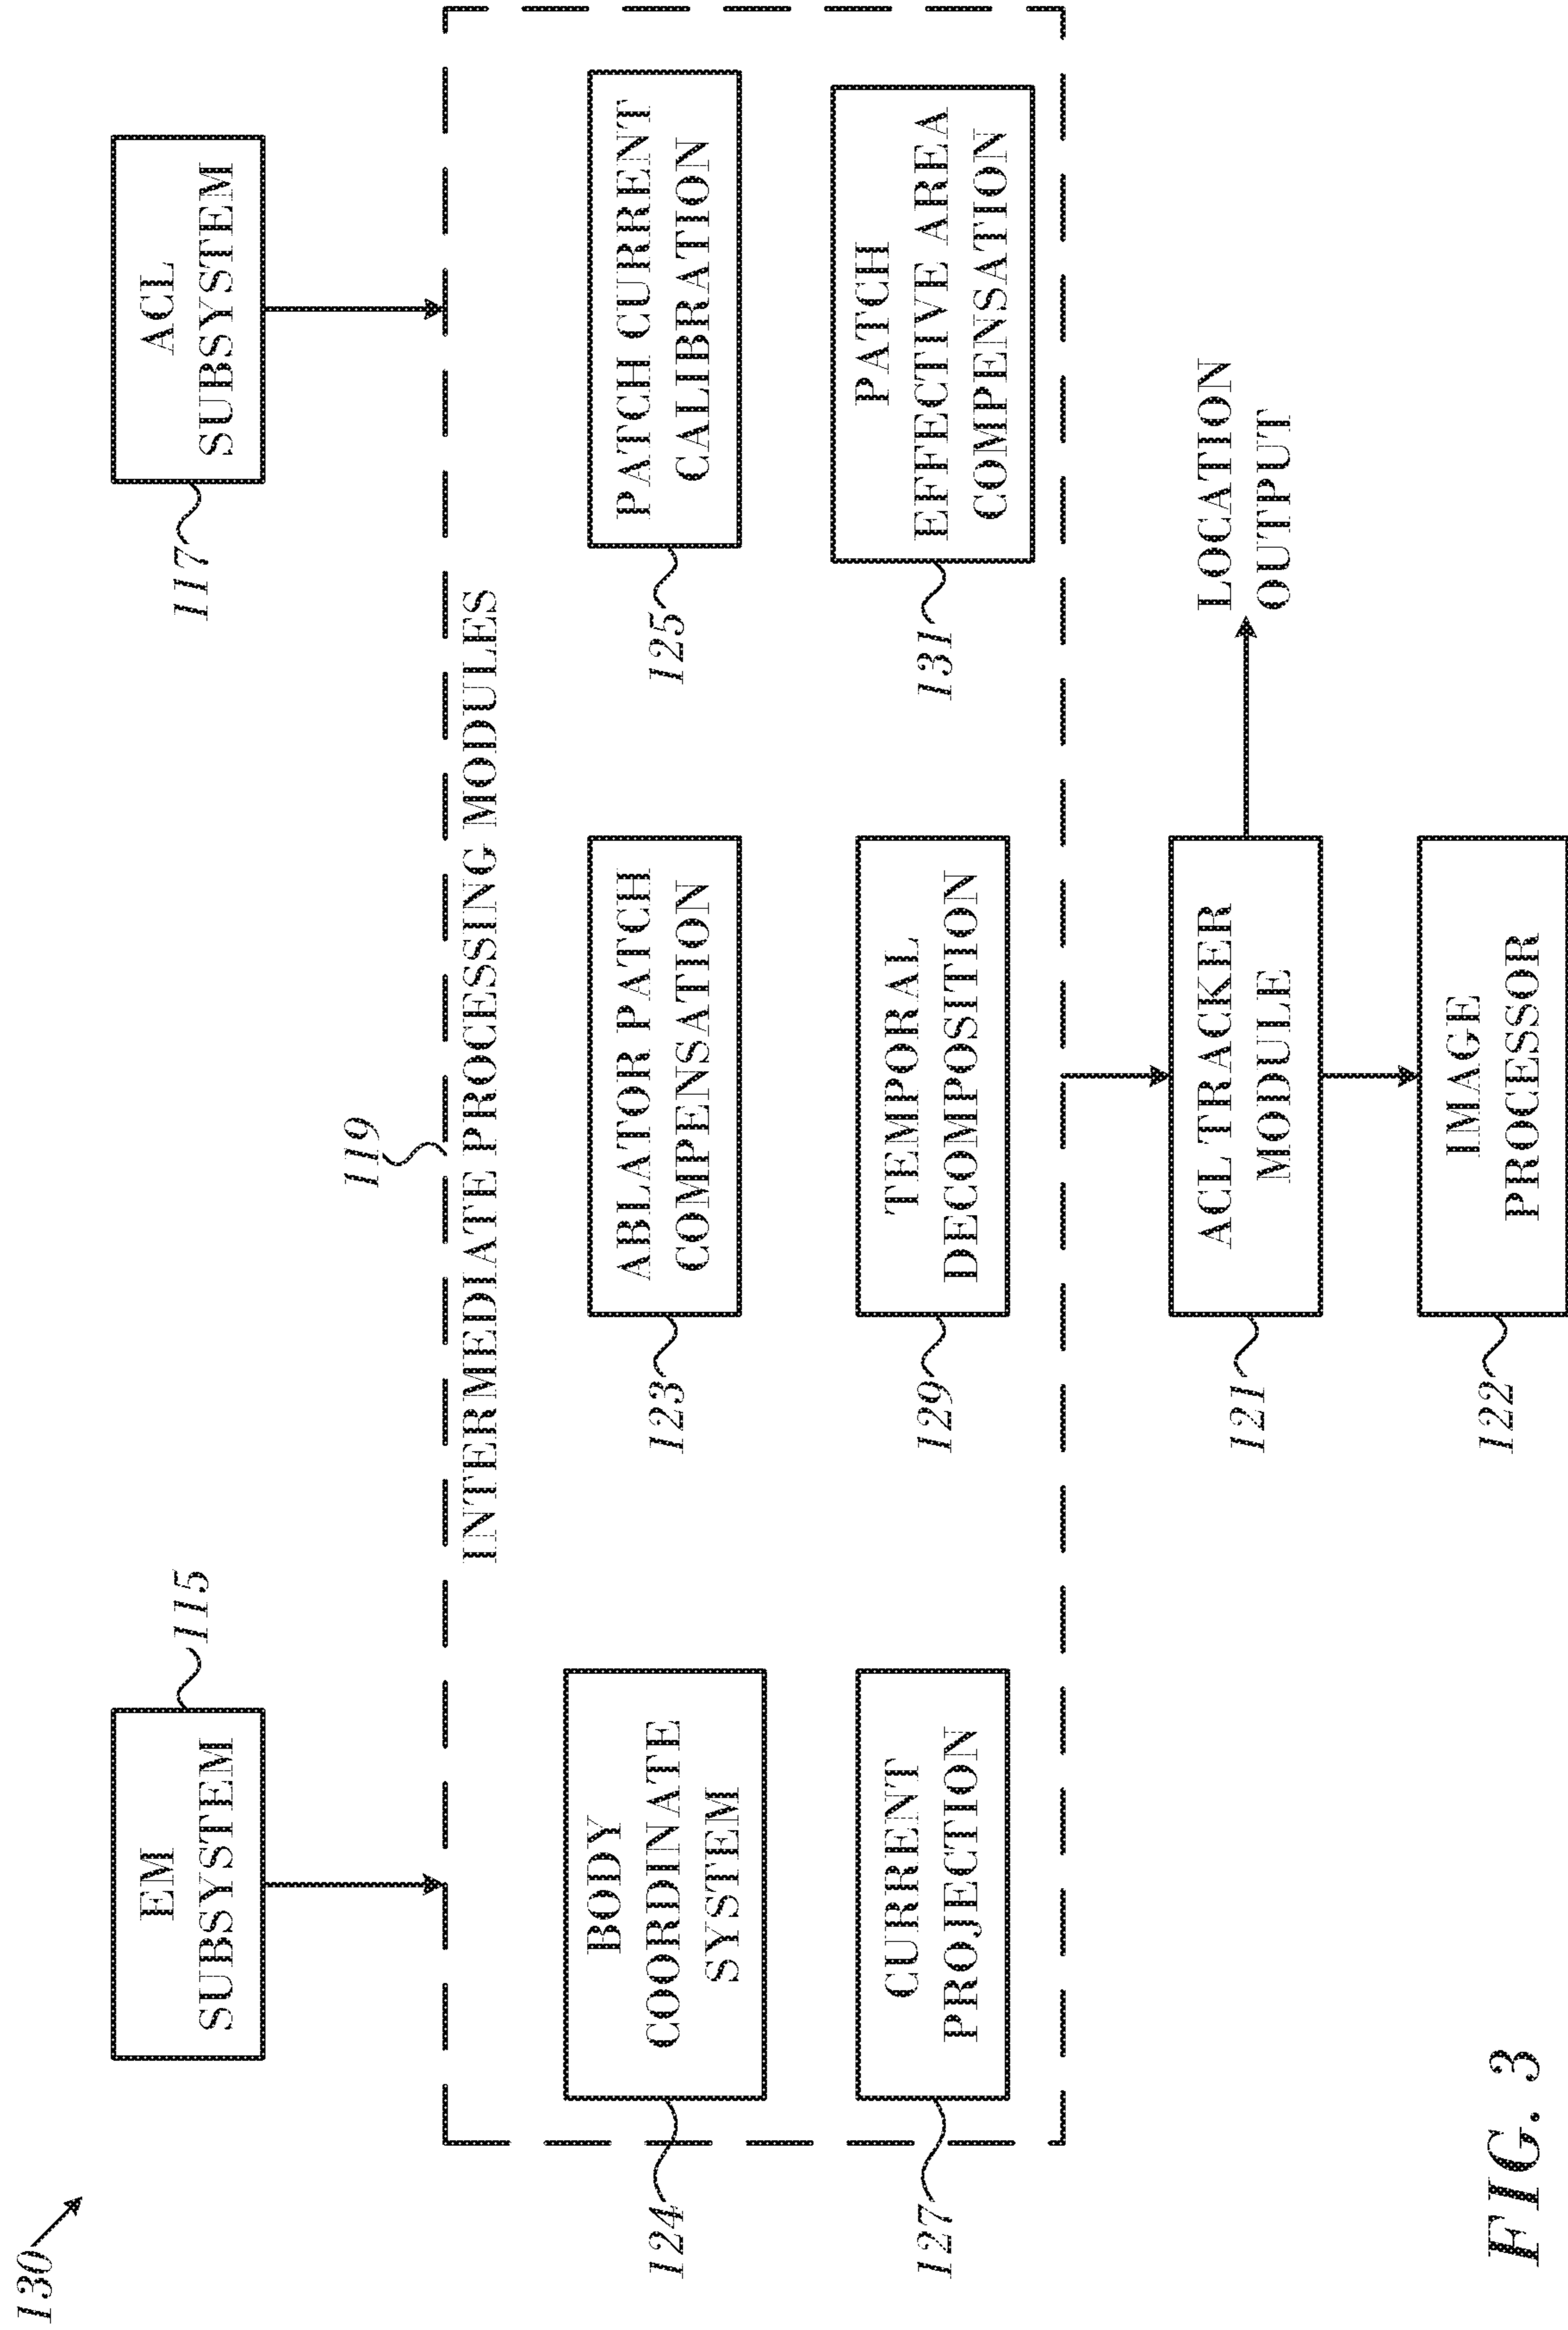 130
EM
SUBSYSTEM
115
ACL
SUBSYSTEM
117
119
INTERMEDIATE PROCESSING MODULES
BODY
COORDINATE
SYSTEM
124
ABLATOR PATCH
COMPENSATION
123
PATCH CURRENT
CALIBRATION
125
CURRENT
PROJECTION
127
TEMPORAL
DECOMPOSITION
129
PATCH
EFFECTIVE AREA
COMPENSATION
131
ACL TRACKER
MODULE
121
LOCATION
OUTPUT
IMAGE
PROCESSOR
122
FIG. 3